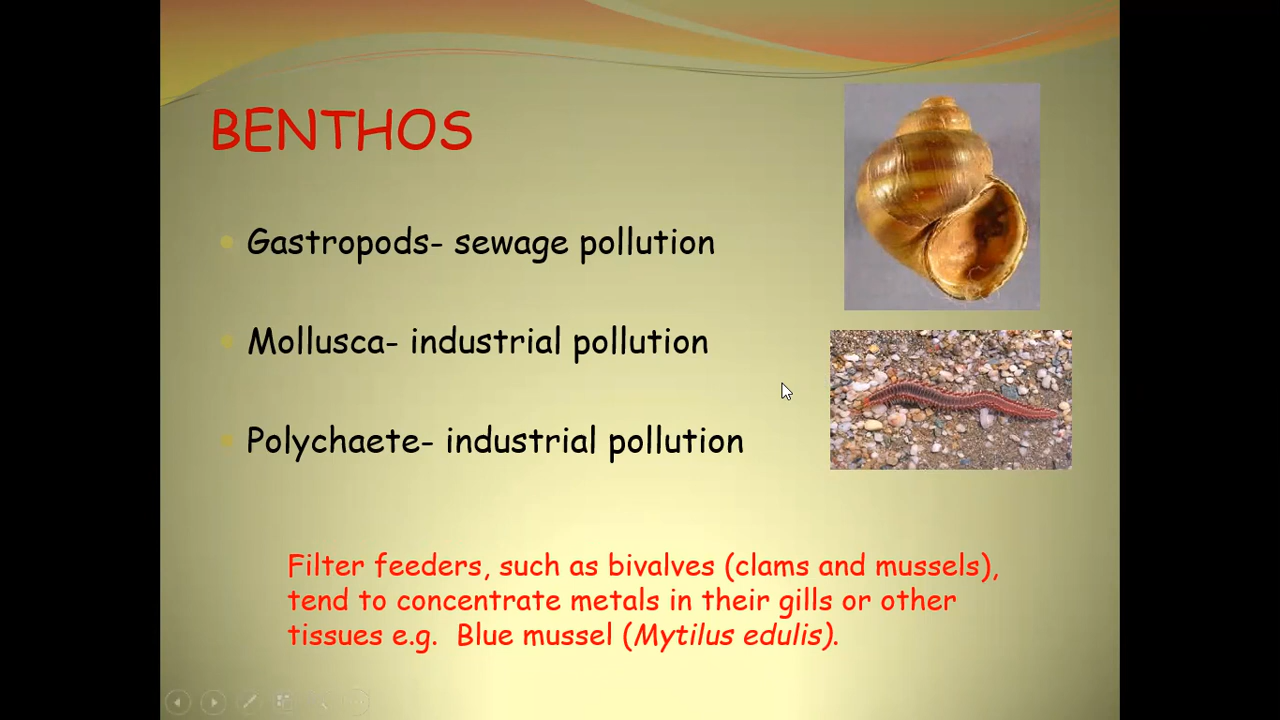 BENTHOS
Gastropods- sewage pollution
Mollusca- industrial pollution
Polychaete- industrial pollution
Filter feeders, such as bivalves (clams and mussels),
tend to concentrate metals in their gills or other
tissues e.g. Blue mussel (Mytilus edulis).